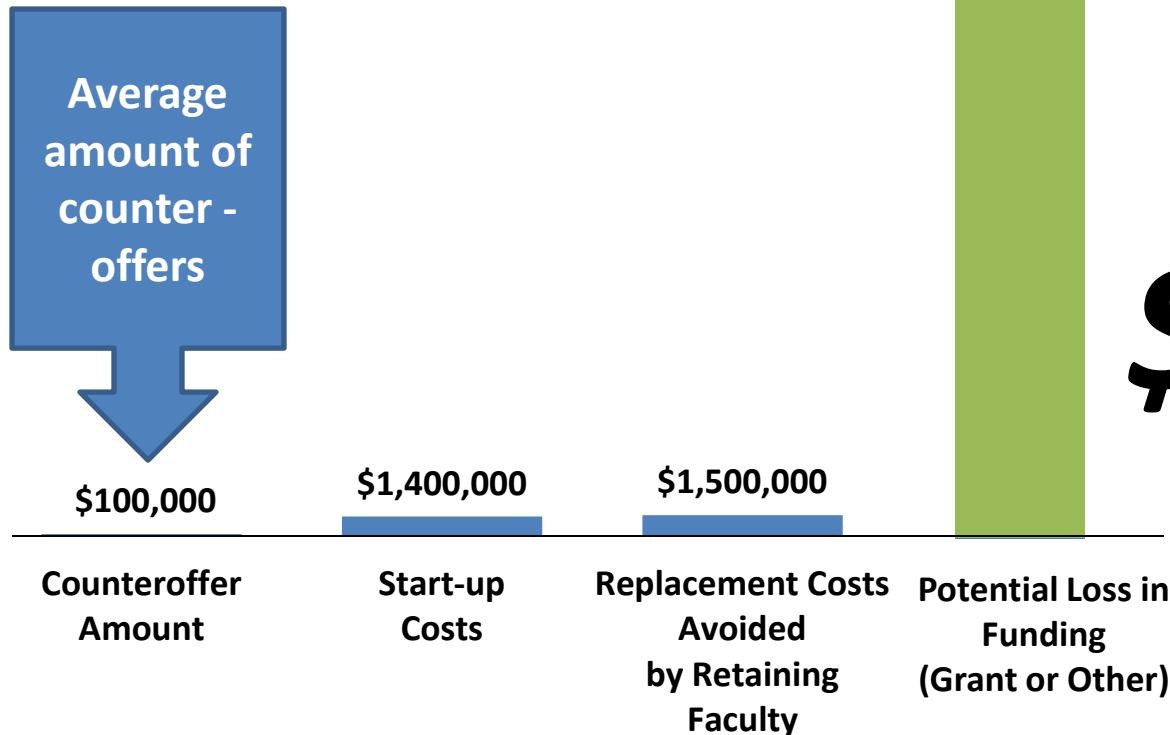 Average
amount of
counter -
offers
$100,000
$1,400,000
$1,500,000
Counteroffer
Amount
Start-up
Costs
Replacement Costs
Avoided
by Retaining
Faculty
Potential Loss in
Funding
(Grant or Other)